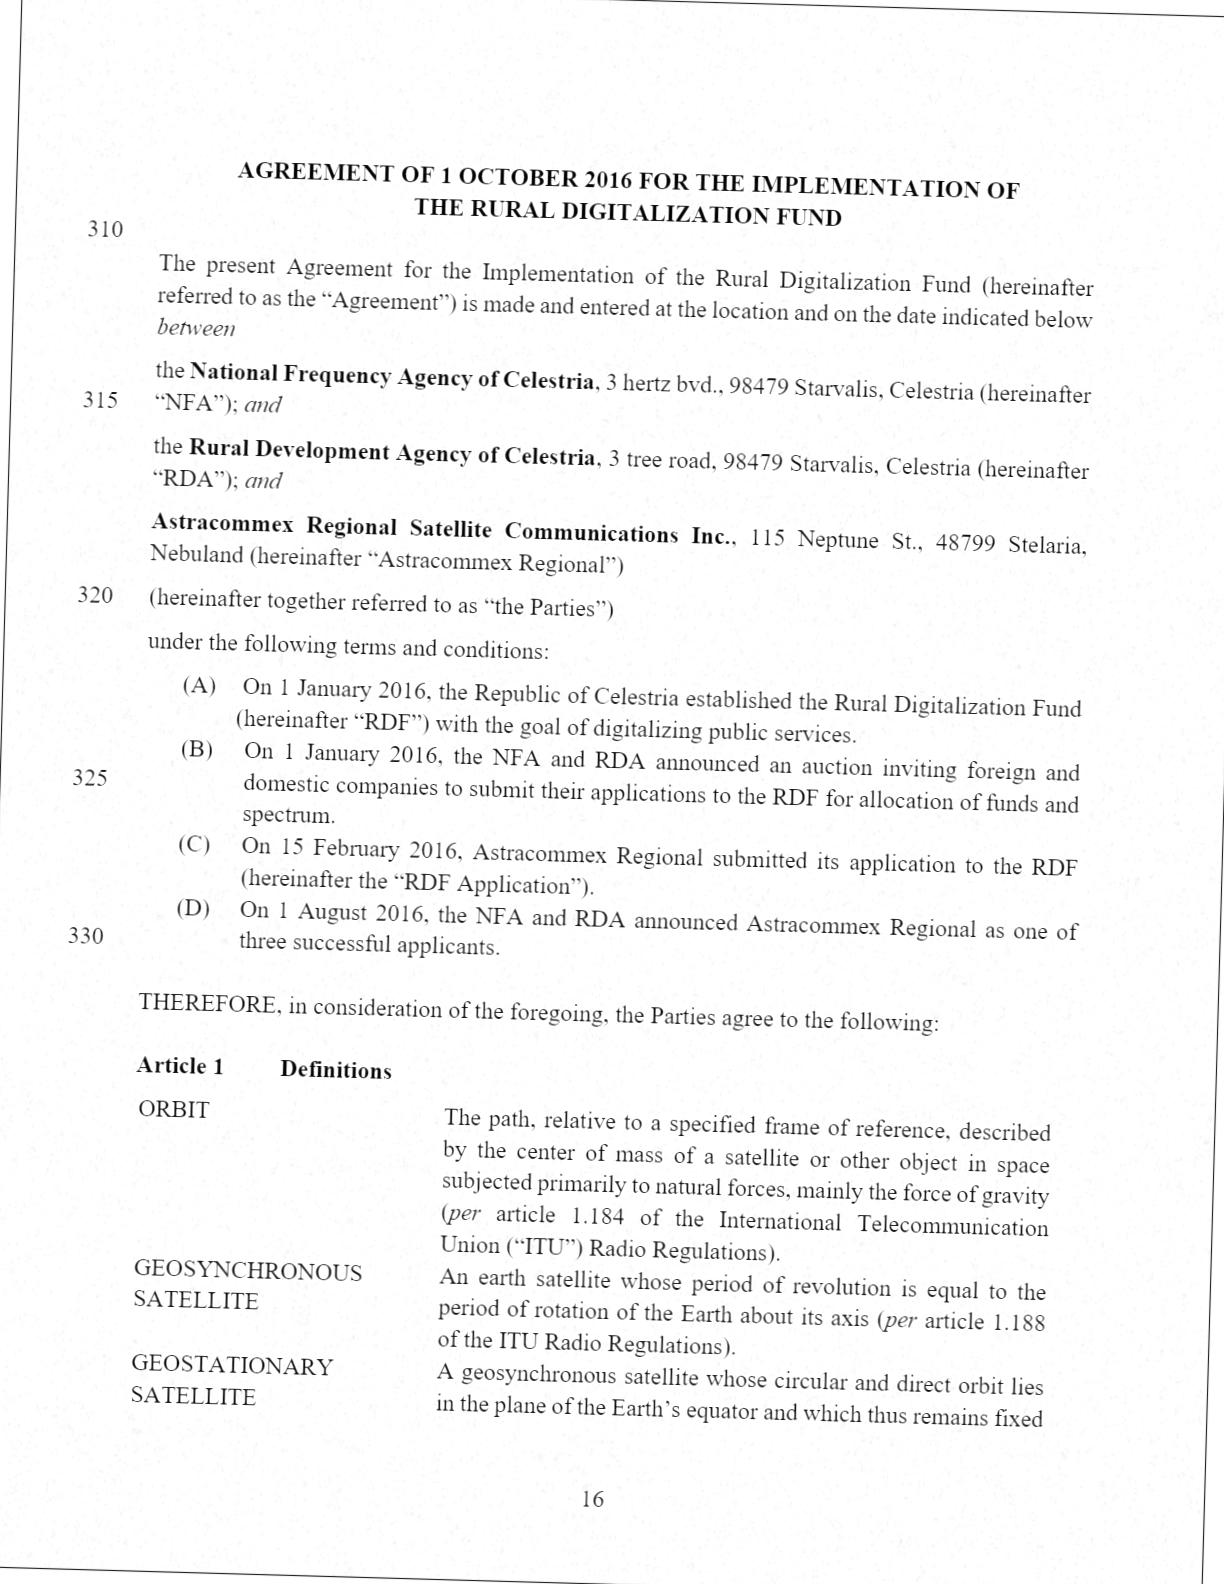 AGREEMENT OF 1 OCTOBER 2016 FOR THE IMPLEMENTATION OF
THE RURAL DIGITALIZATION FUND
310
The present Agreement for the Implementation of the Rural Digitalization Fund (hereinafter
referred to as the “Agreement”) is made and entered at the location and on the date indicated below
between
the National Frequency Agency of Celestria, 3 hertz bvd., 98479 Starvalis, Celestria (hereinafter
315 “NFA”); and
the Rural Development Agency of Celestria, 3 tree road, 98479 Starvalis, Celestria (hereinafter
“RDA”); and
Astracommex Regional Satellite Communications Inc., 115 Neptune St., 48799 Stelaria,
Nebuland (hereinafter “Astracommex Regional”)
320 (hereinafter together referred to as “the Parties”)
under the following terms and conditions:
(A) On 1 January 2016, the Republic of Celestria established the Rural Digitalization Fund
(hereinafter “RDF”) with the goal of digitalizing public services.
(B) On 1 January 2016, the NFA and RDA announced an auction inviting foreign and
325 domestic companies to submit their applications to the RDF for allocation of funds and
spectrum.
(C) On 15 February 2016, Astracommex Regional submitted its application to the RDF
(hereinafter the “RDF Application”).
(D) On 1 August 2016, the NFA and RDA announced Astracommex Regional as one of
330 three successful applicants.
THEREFORE, in consideration of the foregoing, the Parties agree to the following:
Article 1 Definitions
ORBIT The path, relative to a specified frame of reference, described
by the center of mass of a satellite or other object in space
subjected primarily to natural forces, mainly the force of gravity
(per article 1.184 of the International Telecommunication
Union (“ITU”) Radio Regulations).
GEOSYNCHRONOUS An earth satellite whose period of revolution is equal to the
SATELLITE period of rotation of the Earth about its axis (per article 1.188
of the ITU Radio Regulations).
GEOSTATIONARY A geosynchronous satellite whose circular and direct orbit lies
SATELLITE in the plane of the Earth’s equator and which thus remains fixed
16